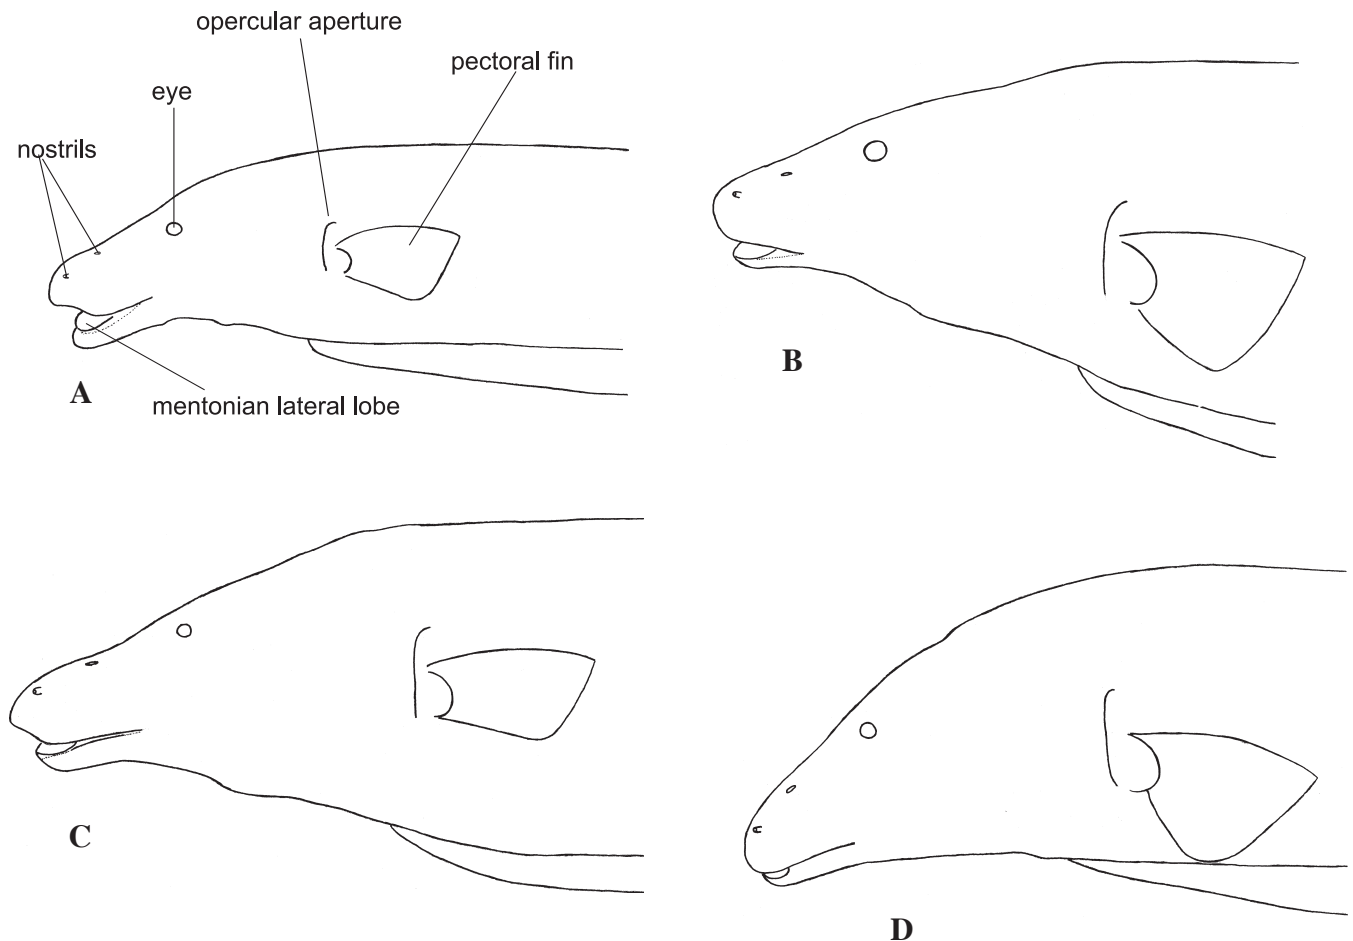 opercular aperture
pectoral fin
eye
nostrils
A
mentonian lateral lobe
B
C
D